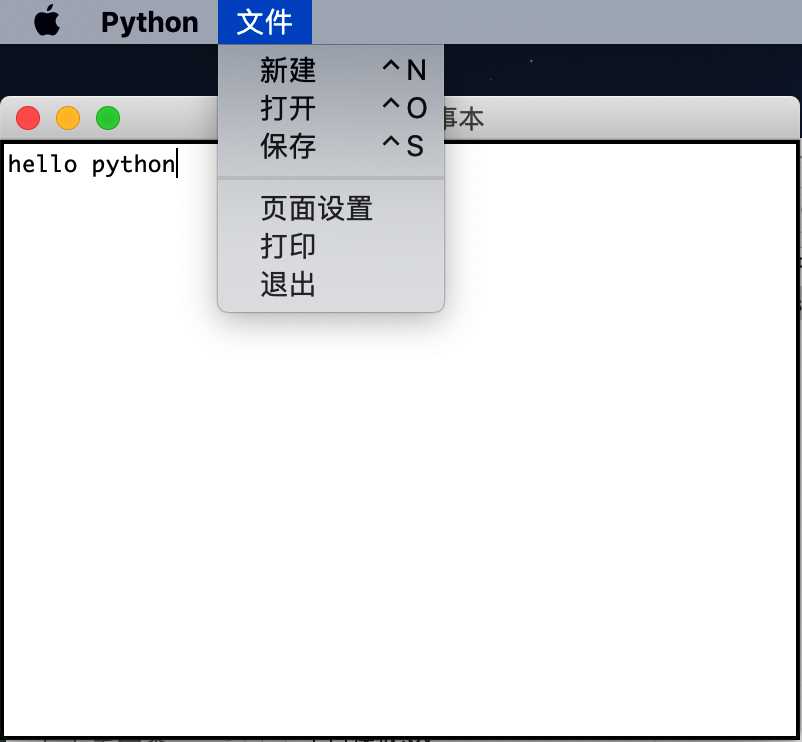 Python 文件
新建 ^ N
打开 ^ O
保存 ^ S
页面设置
打印
退出
事本
hello python